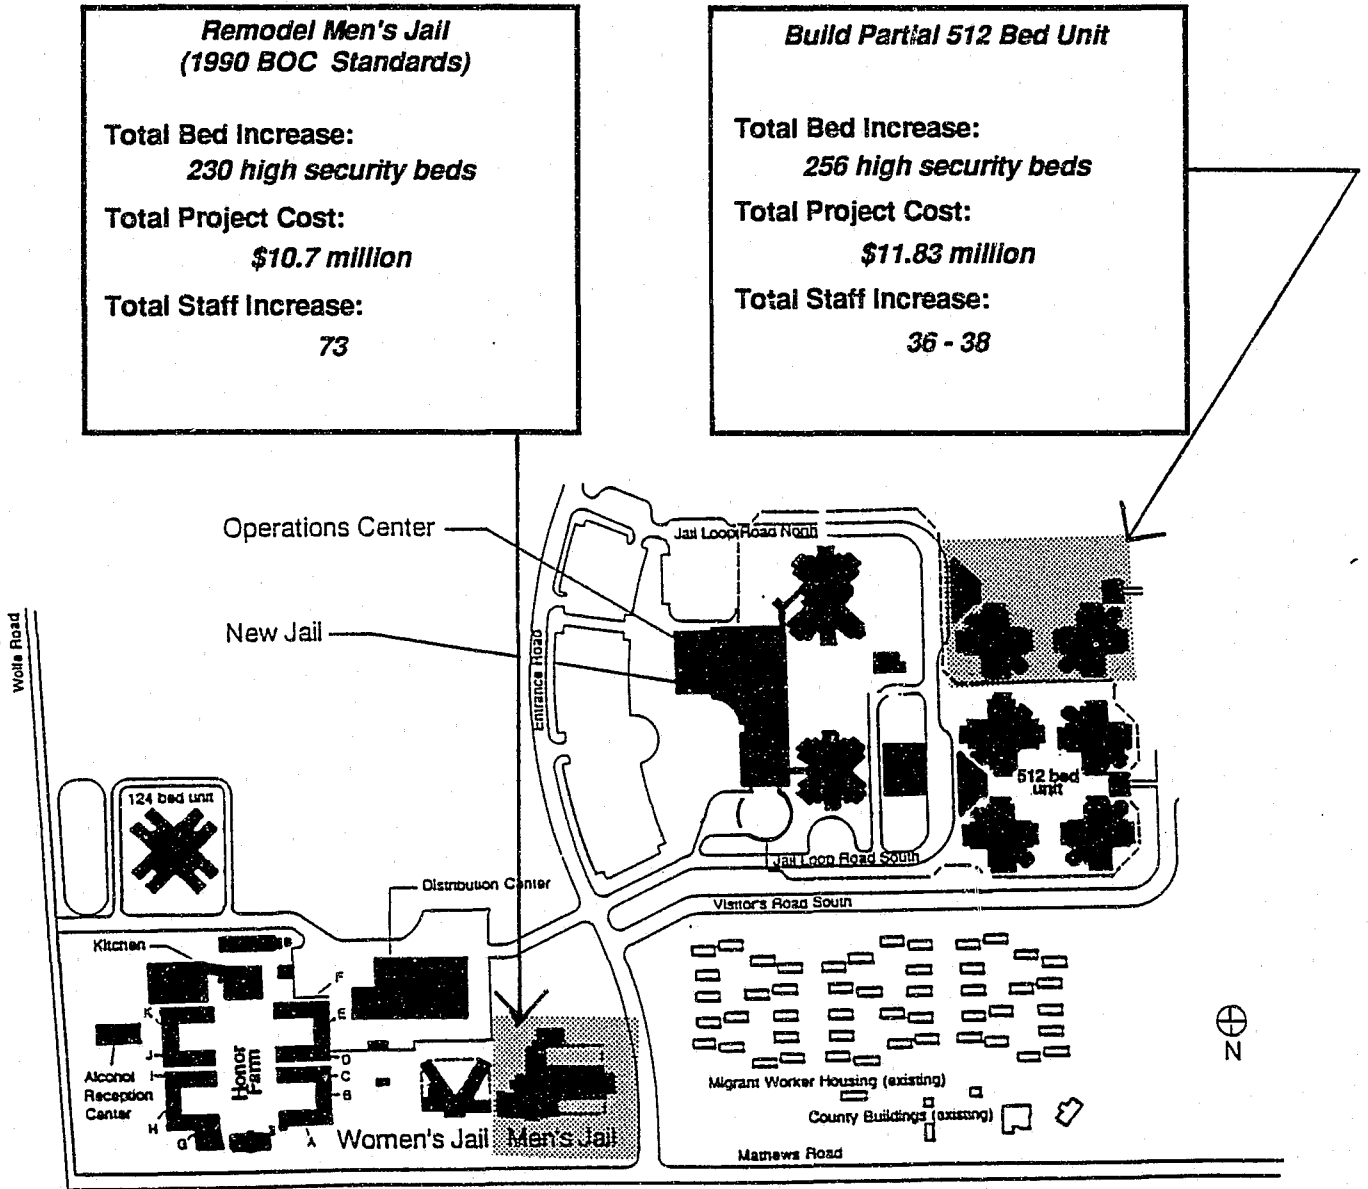 Remodel Men's Jail
(1990 BOC Standards)
Total Bed Increase:
230 high security beds
Total Project Cost:
$10.7 million
Total Staff Increase:
73
Build Partial 512 Bed Unit
Total Bed Increase:
256 high security beds
Total Project Cost:
$11.83 million
Total Staff Increase:
36 - 38
Operations Center
New Jail
Jail Loop Road North
Entrance Road
Wolfe Road
512 bed
unit
124 bed unit
Jail Loop Road South
Distribution Center
Visitor's Road South
Kitchen
F
K
E
J
D
I
C
B
H
G
A
Honor
Farm
Alcohol
Reception
Center
Women's Jail
Men's Jail
Migrant Worker Housing (existing)
County Buildings (existing)
Mathews Road
N